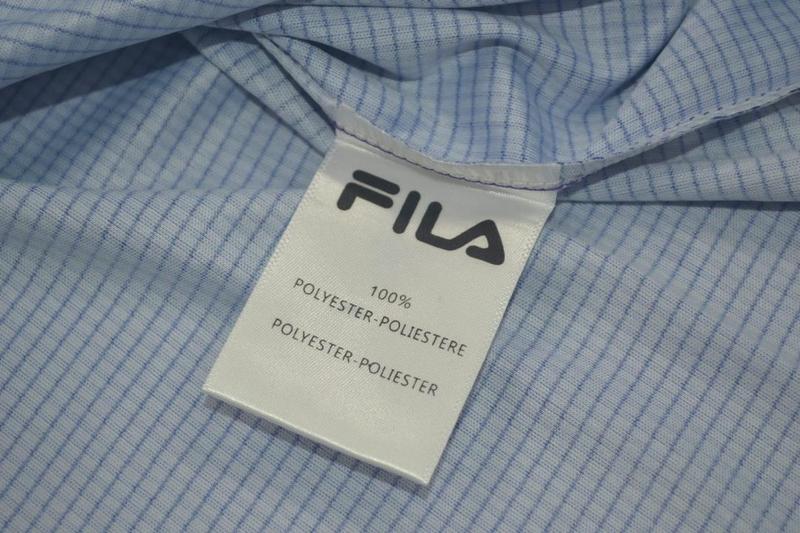 FILA
100%
POLYESTER-POLIESTERE
POLYESTER-POLIESTER